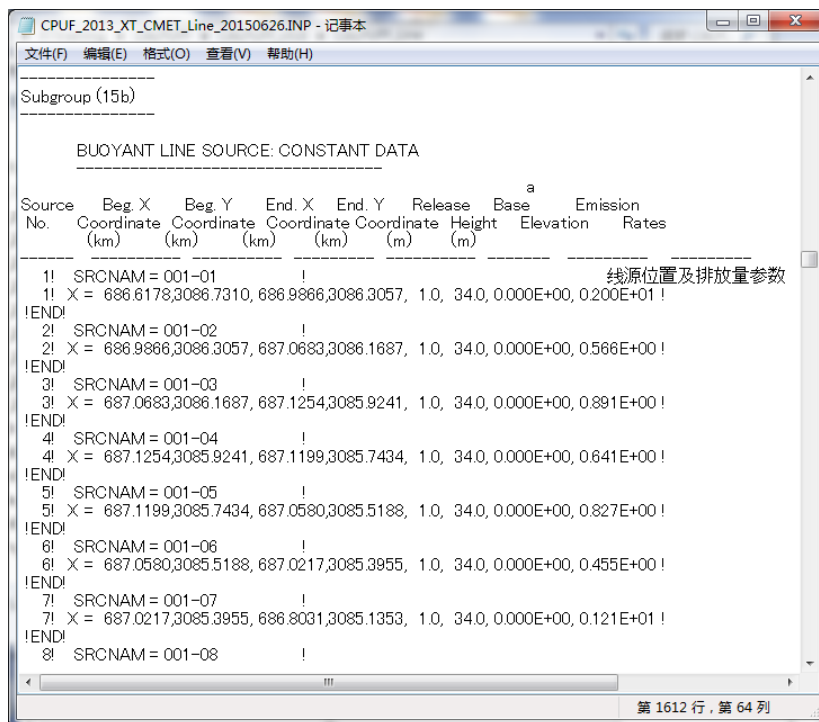 CPUF_2013_XT_CMET_Line_20150626.INP - 记事本
文件(F) 编辑(E) 格式(O) 查看(V) 帮助(H)
---------------
Subgroup (15b)
---------------
BUOYANT LINE SOURCE: CONSTANT DATA
----------------------------------
a
Source Beg. X Beg. Y End. X End. Y Release Base Emission
No. Coordinate Coordinate Coordinate Coordinate Height Elevation Rates
(km) (km) (km) (km) (m) (m)
------ ---------- ---------- --------- --------- ------- ------- --------- ---------
1! SRCNAM = 001-01 ! 线源位置及排放量参数
1! X = 686.6178,3086.7310, 686.9866,3086.3057, 1.0, 34.0, 0.000E+00, 0.200E+01 !
!END!
2! SRCNAM = 001-02 !
2! X = 686.9866,3086.3057, 687.0683,3086.1687, 1.0, 34.0, 0.000E+00, 0.566E+00 !
!END!
3! SRCNAM = 001-03 !
3! X = 687.0683,3086.1687, 687.1254,3085.9241, 1.0, 34.0, 0.000E+00, 0.891E+00 !
!END!
4! SRCNAM = 001-04 !
4! X = 687.1254,3085.9241, 687.1199,3085.7434, 1.0, 34.0, 0.000E+00, 0.641E+00 !
!END!
5! SRCNAM = 001-05 !
5! X = 687.1199,3085.7434, 687.0580,3085.5188, 1.0, 34.0, 0.000E+00, 0.827E+00 !
!END!
6! SRCNAM = 001-06 !
6! X = 687.0580,3085.5188, 687.0217,3085.3955, 1.0, 34.0, 0.000E+00, 0.455E+00 !
!END!
7! SRCNAM = 001-07 !
7! X = 687.0217,3085.3955, 686.8031,3085.1353, 1.0, 34.0, 0.000E+00, 0.121E+01 !
!END!
8! SRCNAM = 001-08 !
第 1612 行，第 64 列